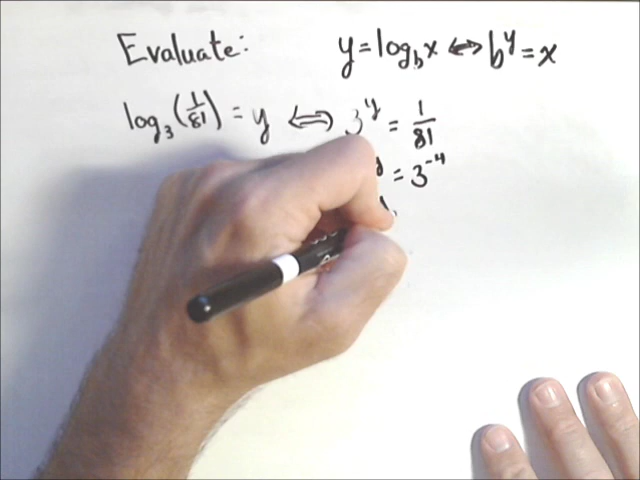 Evaluate: y = log_b x ↔ b^y = x
log_3 (1/81) = y ⟺ 3^y = 1/81
y = 3^-4